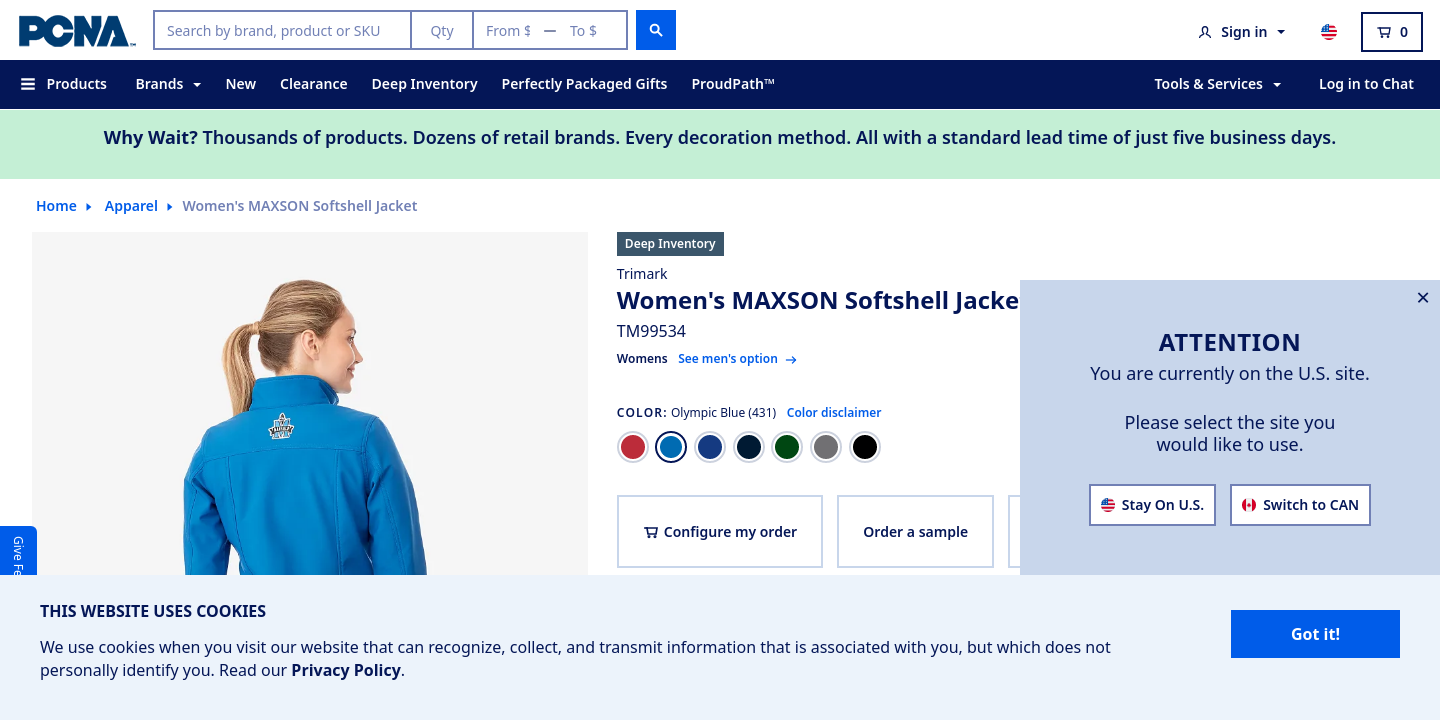 PCNA
Search by brand, product or SKU
Qty
From $ — To $
Sign in
0
Products
Brands
New
Clearance
Deep Inventory
Perfectly Packaged Gifts
ProudPath™
Tools & Services
Log in to Chat
Why Wait? Thousands of products. Dozens of retail brands. Every decoration method. All with a standard lead time of just five business days.
Home
Apparel
Women's MAXSON Softshell Jacket
Deep Inventory
Trimark
Women's MAXSON Softshell Jacke
TM99534
Womens See men's option
COLOR: Olympic Blue (431) Color disclaimer
Configure my order
Order a sample
×
ATTENTION
You are currently on the U.S. site.
Please select the site you
would like to use.
Stay On U.S.
Switch to CAN
Give Fe
THIS WEBSITE USES COOKIES
We use cookies when you visit our website that can recognize, collect, and transmit information that is associated with you, but which does not
personally identify you. Read our Privacy Policy.
Got it!